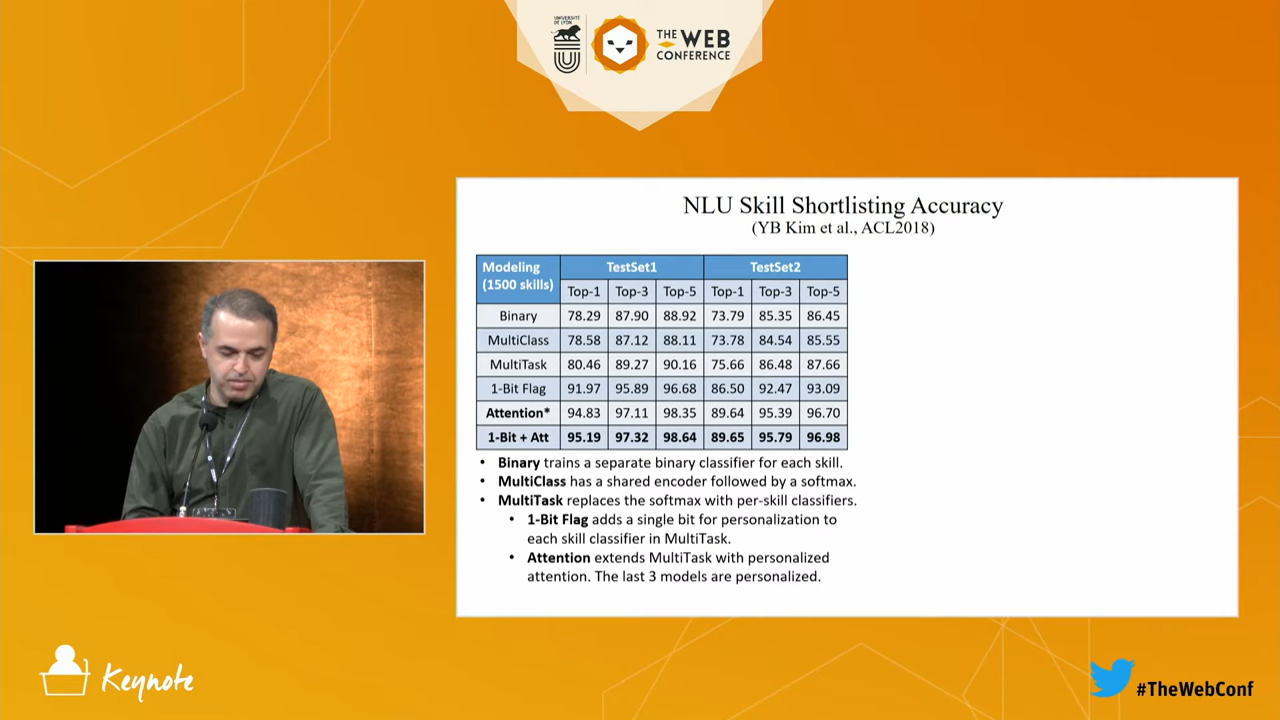 UNIVERSITÉ
DE LYON
THE WEB
CONFERENCE
NLU Skill Shortlisting Accuracy
(YB Kim et al., ACL2018)
Modeling (1500 skills) TestSet1 TestSet2
Top-1 Top-3 Top-5 Top-1 Top-3 Top-5
Binary 78.29 87.90 88.92 73.79 85.35 86.45
MultiClass 78.58 87.12 88.11 73.78 84.54 85.55
MultiTask 80.46 89.27 90.16 75.66 86.48 87.66
1-Bit Flag 91.97 95.89 96.68 86.50 92.47 93.09
Attention* 94.83 97.11 98.35 89.64 95.39 96.70
1-Bit + Att 95.19 97.32 98.64 89.65 95.79 96.98
• Binary trains a separate binary classifier for each skill.
• MultiClass has a shared encoder followed by a softmax.
• MultiTask replaces the softmax with per-skill classifiers.
• 1-Bit Flag adds a single bit for personalization to
each skill classifier in MultiTask.
• Attention extends MultiTask with personalized
attention. The last 3 models are personalized.
Keynote
#TheWebConf